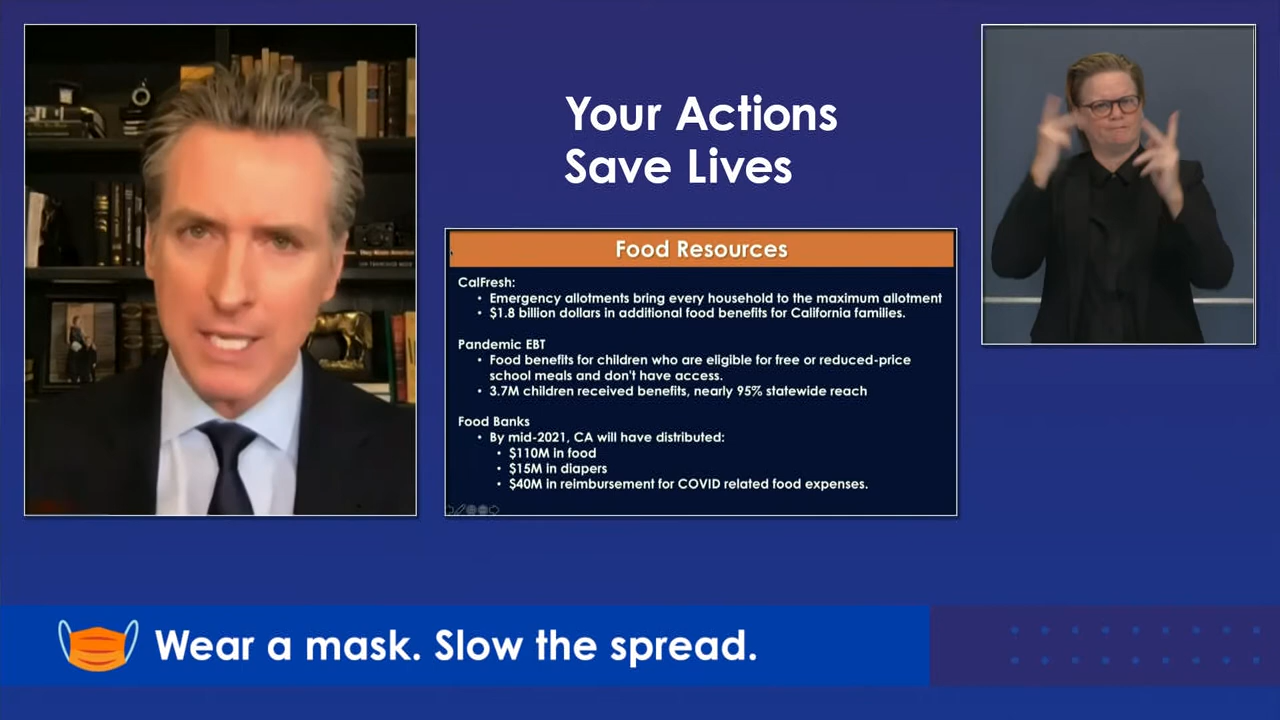 Your Actions
Save Lives
Food Resources
CalFresh:
• Emergency allotments bring every household to the maximum allotment
• $1.8 billion dollars in additional food benefits for California families.
Pandemic EBT
• Food benefits for children who are eligible for free or reduced-price
school meals and don't have access.
• 3.7M children received benefits, nearly 95% statewide reach
Food Banks
• By mid-2021, CA will have distributed:
• $110M in food
• $15M in diapers
• $40M in reimbursement for COVID related food expenses.
Wear a mask. Slow the spread.